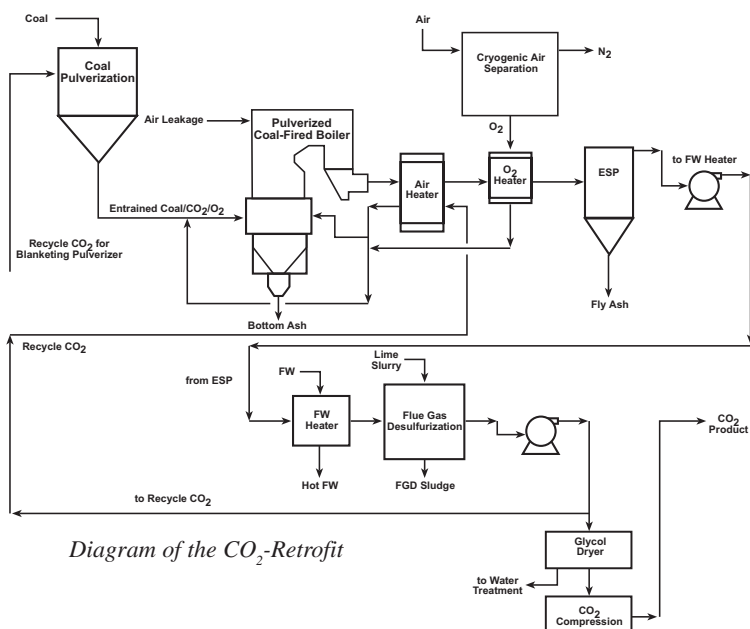 Coal
Air
Coal
Pulverization
Cryogenic Air
Separation
N2
Air Leakage
Pulverized
Coal-Fired Boiler
O2
to FW Heater
Air
Heater
O2
Heater
ESP
Entrained Coal/CO2/O2
Recycle CO2 for
Blanketing Pulverizer
Fly Ash
Bottom Ash
Recycle CO2
Lime
Slurry
from ESP
FW
FW
Heater
Flue Gas
Desulfurization
CO2
Product
Hot FW
FGD Sludge
to Recycle CO2
Diagram of the CO2-Retrofit
Glycol
Dryer
to Water
Treatment
CO2
Compression